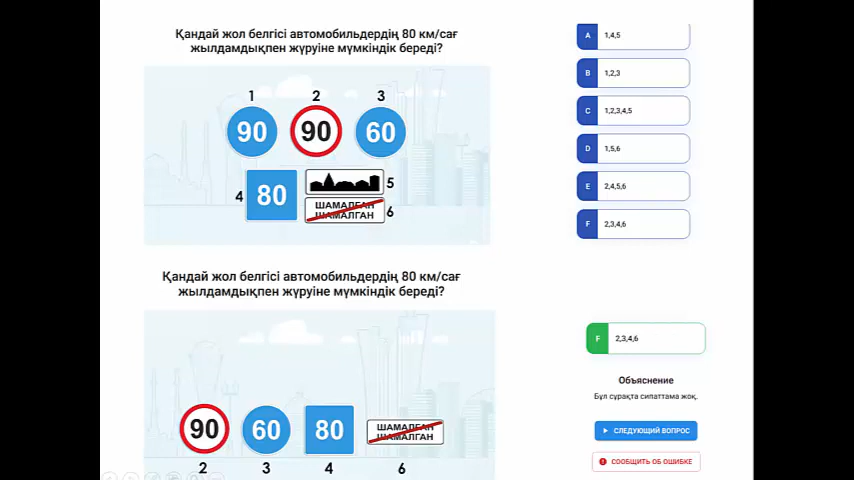 Қандай жол белгісі автомобильдердің 80 км/сағ
жылдамдықпен жүруіне мүмкіндік береді?
1
2
3
90
90
60
4
80
5
ШАМАЛҒАН
ШАМАЛҒАН
6
A 1,4,5
B 1,2,3
C 1,2,3,4,5
D 1,5,6
E 2,4,5,6
F 2,3,4,6
Қандай жол белгісі автомобильдердің 80 км/сағ
жылдамдықпен жүруіне мүмкіндік береді?
90
60
80
ШАМАЛҒАН
ШАМАЛҒАН
2
3
4
6
F 2,3,4,6
Объяснение
Бұл сұрақта сипаттама жоқ.
СЛЕДУЮЩИЙ ВОПРОС
СООБЩИТЬ ОБ ОШИБКЕ